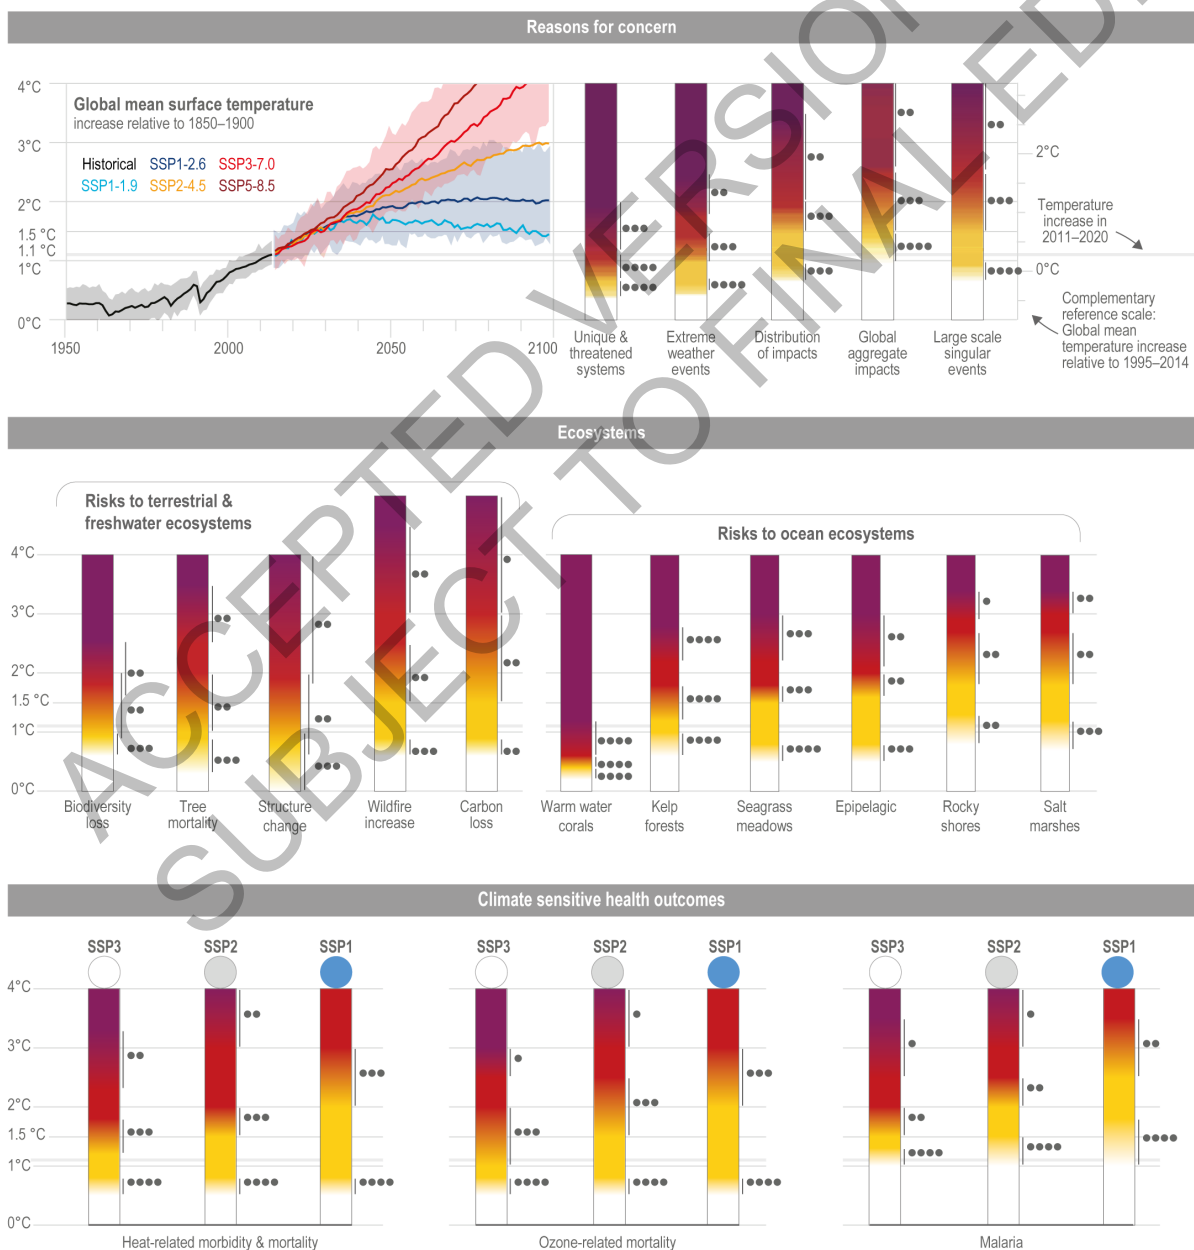 Reasons for concern
4°C
3°C
2°C
1.5 °C
1.1 °C
1°C
0°C
Global mean surface temperature
increase relative to 1850–1900
Historical SSP1-2.6 SSP3-7.0
SSP1-1.9 SSP2-4.5 SSP5-8.5
1950 2000 2050 2100
Unique &
threatened
systems
Extreme
weather
events
Distribution
of impacts
Global
aggregate
impacts
Large scale
singular
events
2°C
Temperature
increase in
2011–2020
0°C
Complementary
reference scale:
Global mean
temperature increase
relative to 1995–2014
Ecosystems
Risks to terrestrial &
freshwater ecosystems
Risks to ocean ecosystems
4°C
3°C
2°C
1.5 °C
1°C
0°C
Biodiversity
loss
Tree
mortality
Structure
change
Wildfire
increase
Carbon
loss
Warm water
corals
Kelp
forests
Seagrass
meadows
Epipelagic
Rocky
shores
Salt
marshes
Climate sensitive health outcomes
SSP3 SSP2 SSP1 SSP3 SSP2 SSP1 SSP3 SSP2 SSP1
4°C
3°C
2°C
1.5 °C
1°C
0°C
Heat-related morbidity & mortality
Ozone-related mortality
Malaria
ACCEPTED VERSION
SUBJECT TO FINAL ED